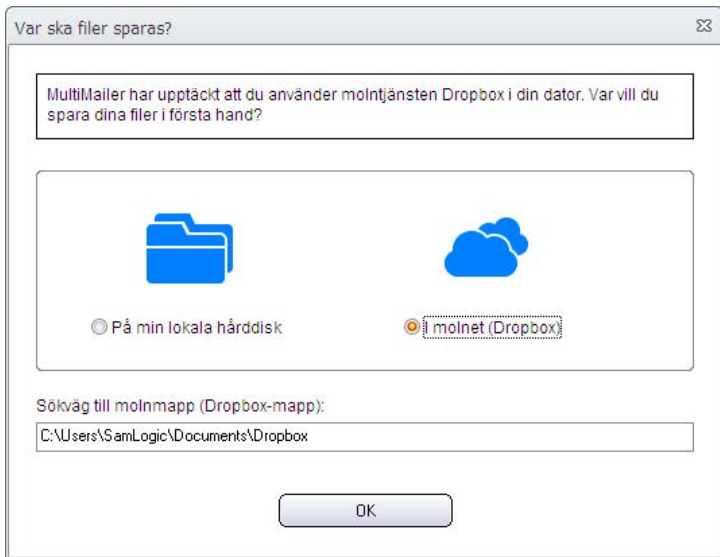 Var ska filer sparas?
MultiMailer har upptäckt att du använder molntjänsten Dropbox i din dator. Var vill du
spara dina filer i första hand?
På min lokala hårddisk
I molnet (Dropbox)
Sökväg till molnmapp (Dropbox-mapp):
C:\Users\SamLogic\Documents\Dropbox
OK